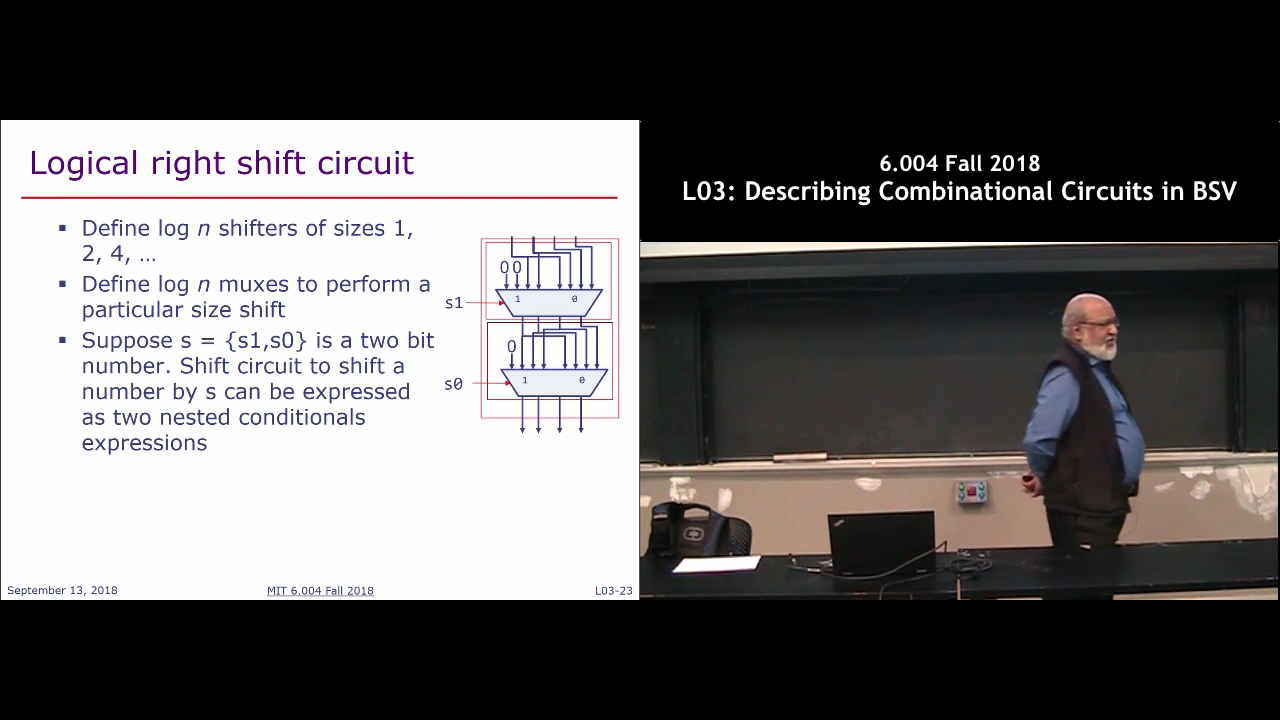 Logical right shift circuit
▪ Define log n shifters of sizes 1,
2, 4, …
▪ Define log n muxes to perform a
particular size shift
▪ Suppose s = {s1,s0} is a two bit
number. Shift circuit to shift a
number by s can be expressed
as two nested conditionals
expressions
00
1 0
s1
0
1 0
s0
September 13, 2018 MIT 6.004 Fall 2018 L03-23
6.004 Fall 2018
L03: Describing Combinational Circuits in BSV